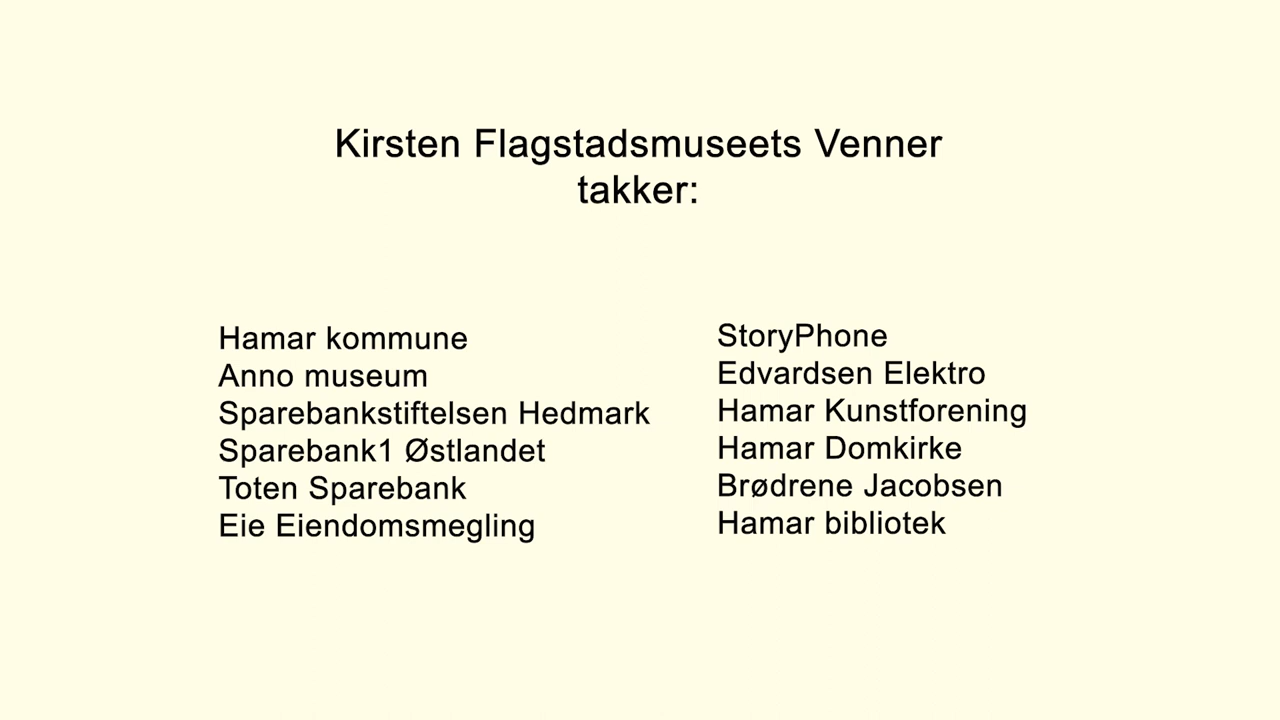 Kirsten Flagstadsmuseets Venner
takker:
Hamar kommune
Anno museum
Sparebankstiftelsen Hedmark
Sparebank1 Østlandet
Toten Sparebank
Eie Eiendomsmegling
StoryPhone
Edvardsen Elektro
Hamar Kunstforening
Hamar Domkirke
Brødrene Jacobsen
Hamar bibliotek